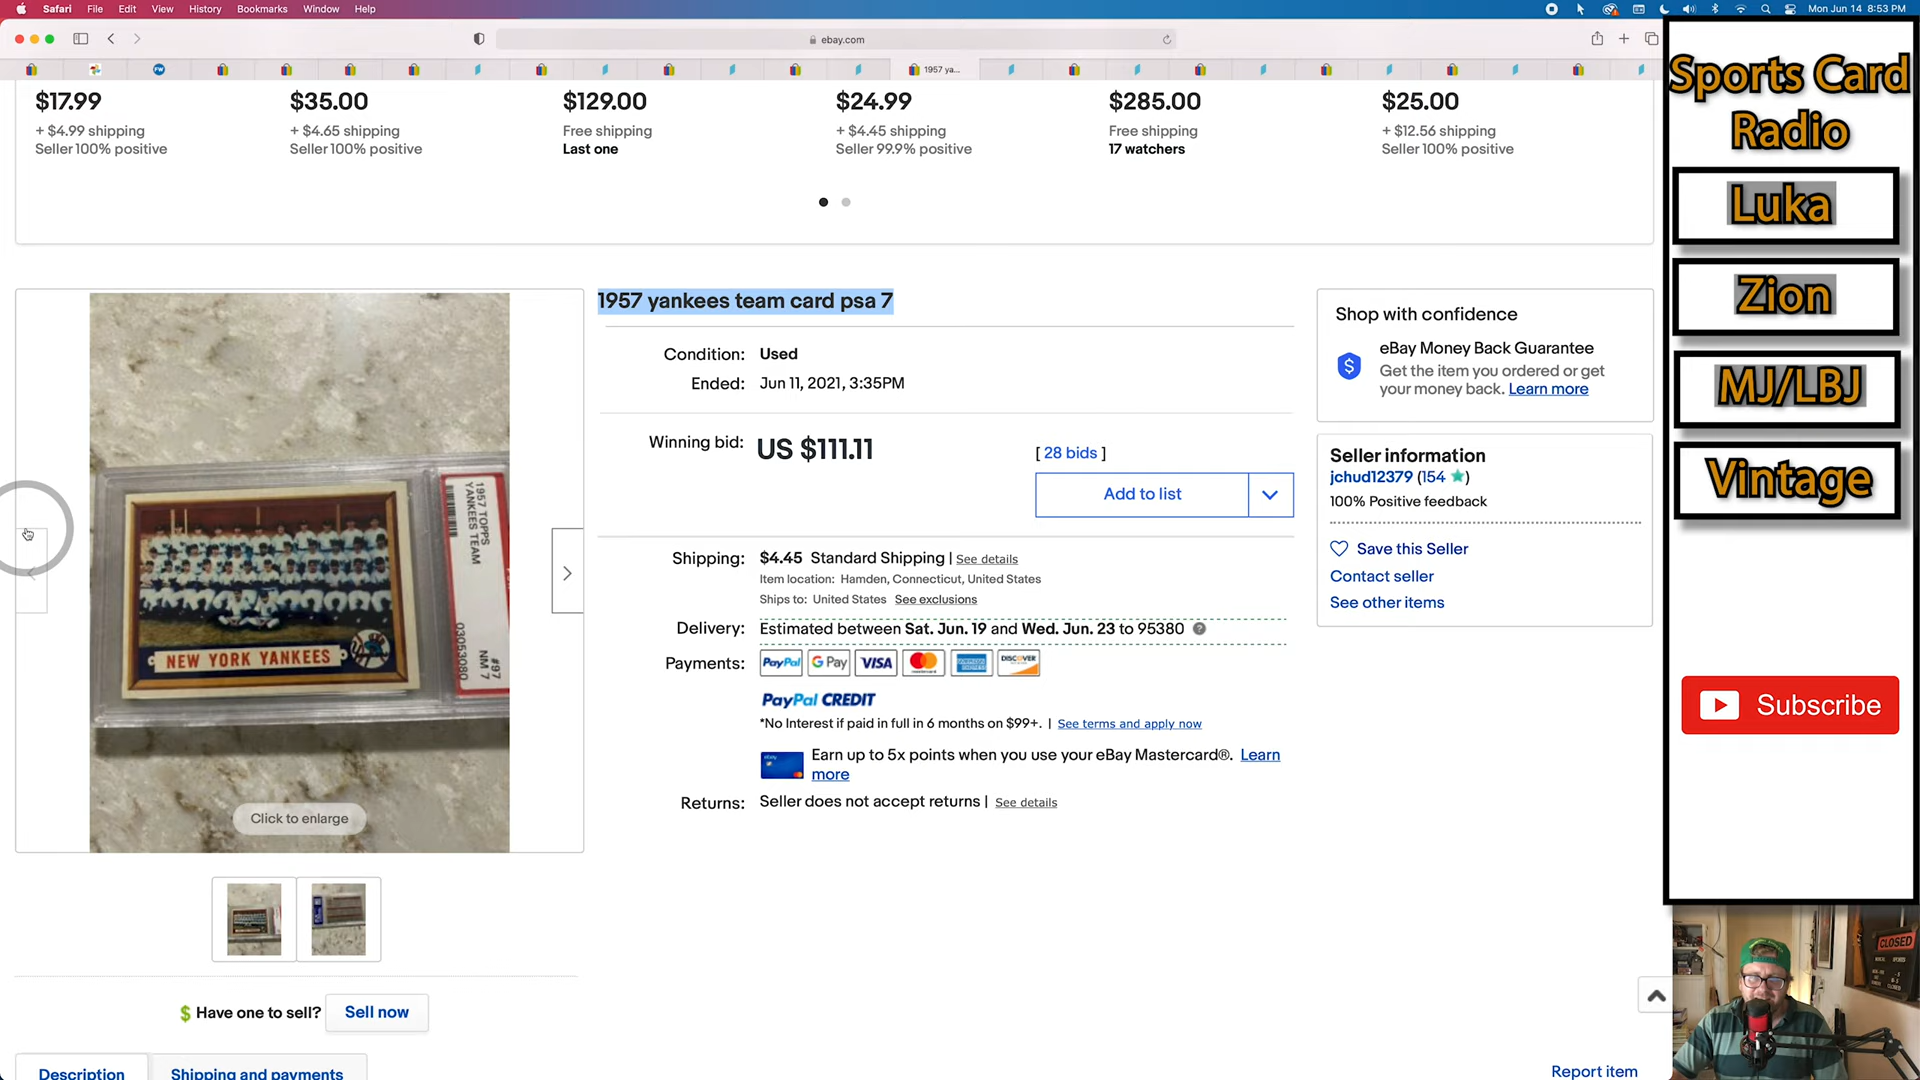 Safari File Edit View History Bookmarks Window Help
Mon Jun 14 8:53 PM
ebay.com
1957 ya...
$17.99
+ $4.99 shipping
Seller 100% positive
$35.00
+ $4.65 shipping
Seller 100% positive
$129.00
Free shipping
Last one
$24.99
+ $4.45 shipping
Seller 99.9% positive
$285.00
Free shipping
17 watchers
$25.00
+ $12.56 shipping
Seller 100% positive
1957 yankees team card psa 7
Condition: Used
Ended: Jun 11, 2021, 3:35PM
Winning bid: US $111.11
[ 28 bids ]
Add to list
Shipping: $4.45 Standard Shipping | See details
Item location: Hamden, Connecticut, United States
Ships to: United States See exclusions
Delivery: Estimated between Sat. Jun. 19 and Wed. Jun. 23 to 95380
Payments: PayPal G Pay VISA DISCOVER
PayPal CREDIT
*No Interest if paid in full in 6 months on $99+. | See terms and apply now
Earn up to 5x points when you use your eBay Mastercard®. Learn
more
Returns: Seller does not accept returns | See details
1957 TOPPS
YANKEES TEAM
#97
NM 7
03053080
NEW YORK YANKEES
Click to enlarge
Have one to sell? Sell now
Description
Shipping and payments
Shop with confidence
eBay Money Back Guarantee
Get the item you ordered or get
your money back. Learn more
Seller information
jchud12379 (154)
100% Positive feedback
Save this Seller
Contact seller
See other items
Report item
Sports Card
Radio
Luka
Zion
MJ/LBJ
Vintage
Subscribe
CLOSED